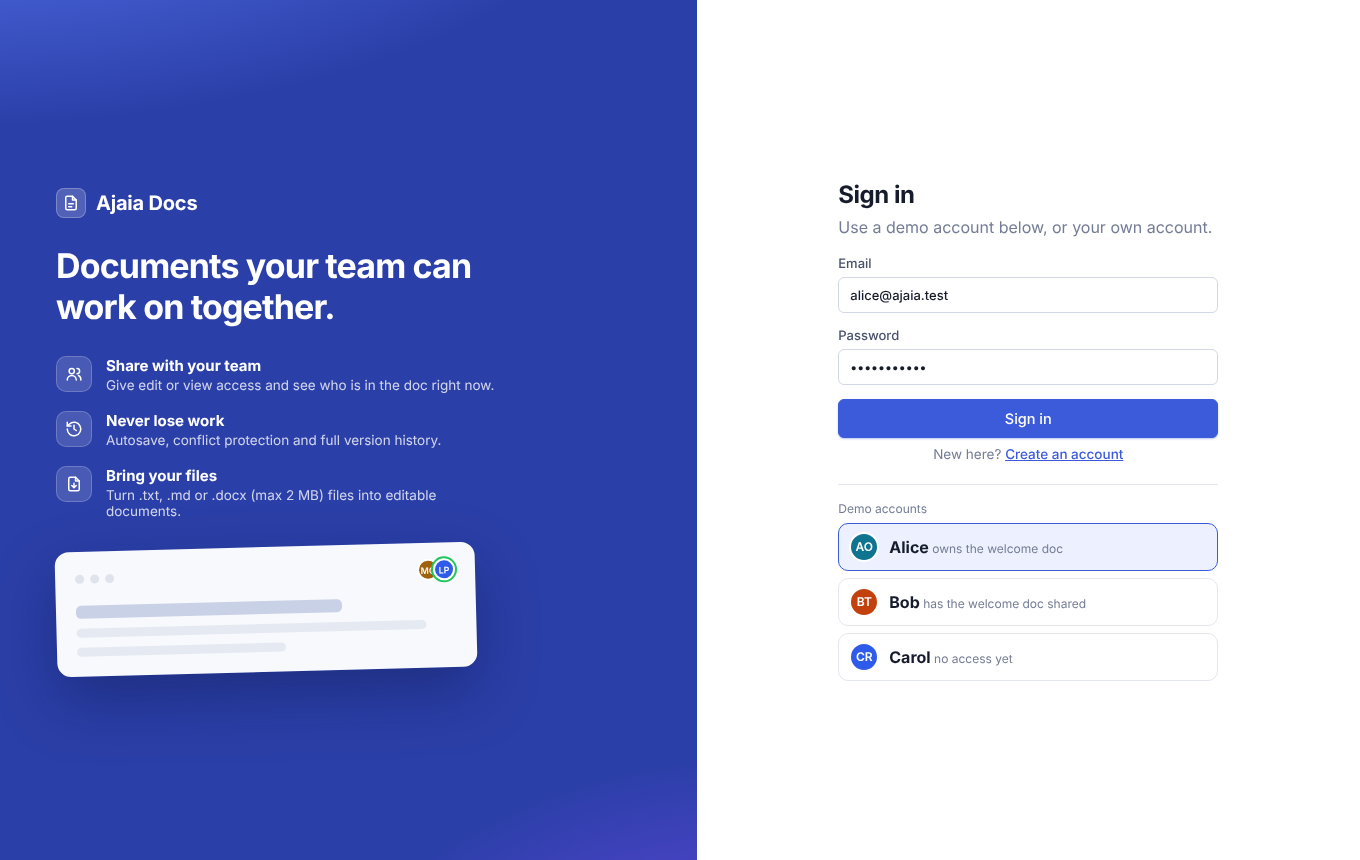 Ajaia Docs
Documents your team can
work on together.
Share with your team
Give edit or view access and see who is in the doc right now.
Never lose work
Autosave, conflict protection and full version history.
Bring your files
Turn .txt, .md or .docx (max 2 MB) files into editable
documents.
LP
Sign in
Use a demo account below, or your own account.
Email
alice@ajaia.test
Password
•••••••••••
Sign in
New here? Create an account
Demo accounts
AO Alice owns the welcome doc
BT Bob has the welcome doc shared
CR Carol no access yet